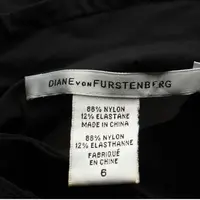 DIANE VON FURSTENBERG
88% NYLON
12% ELASTANE
MADE IN CHINA
88% NYLON
12% ELASTHANNE
FABRIQUÉ
EN CHINE
6